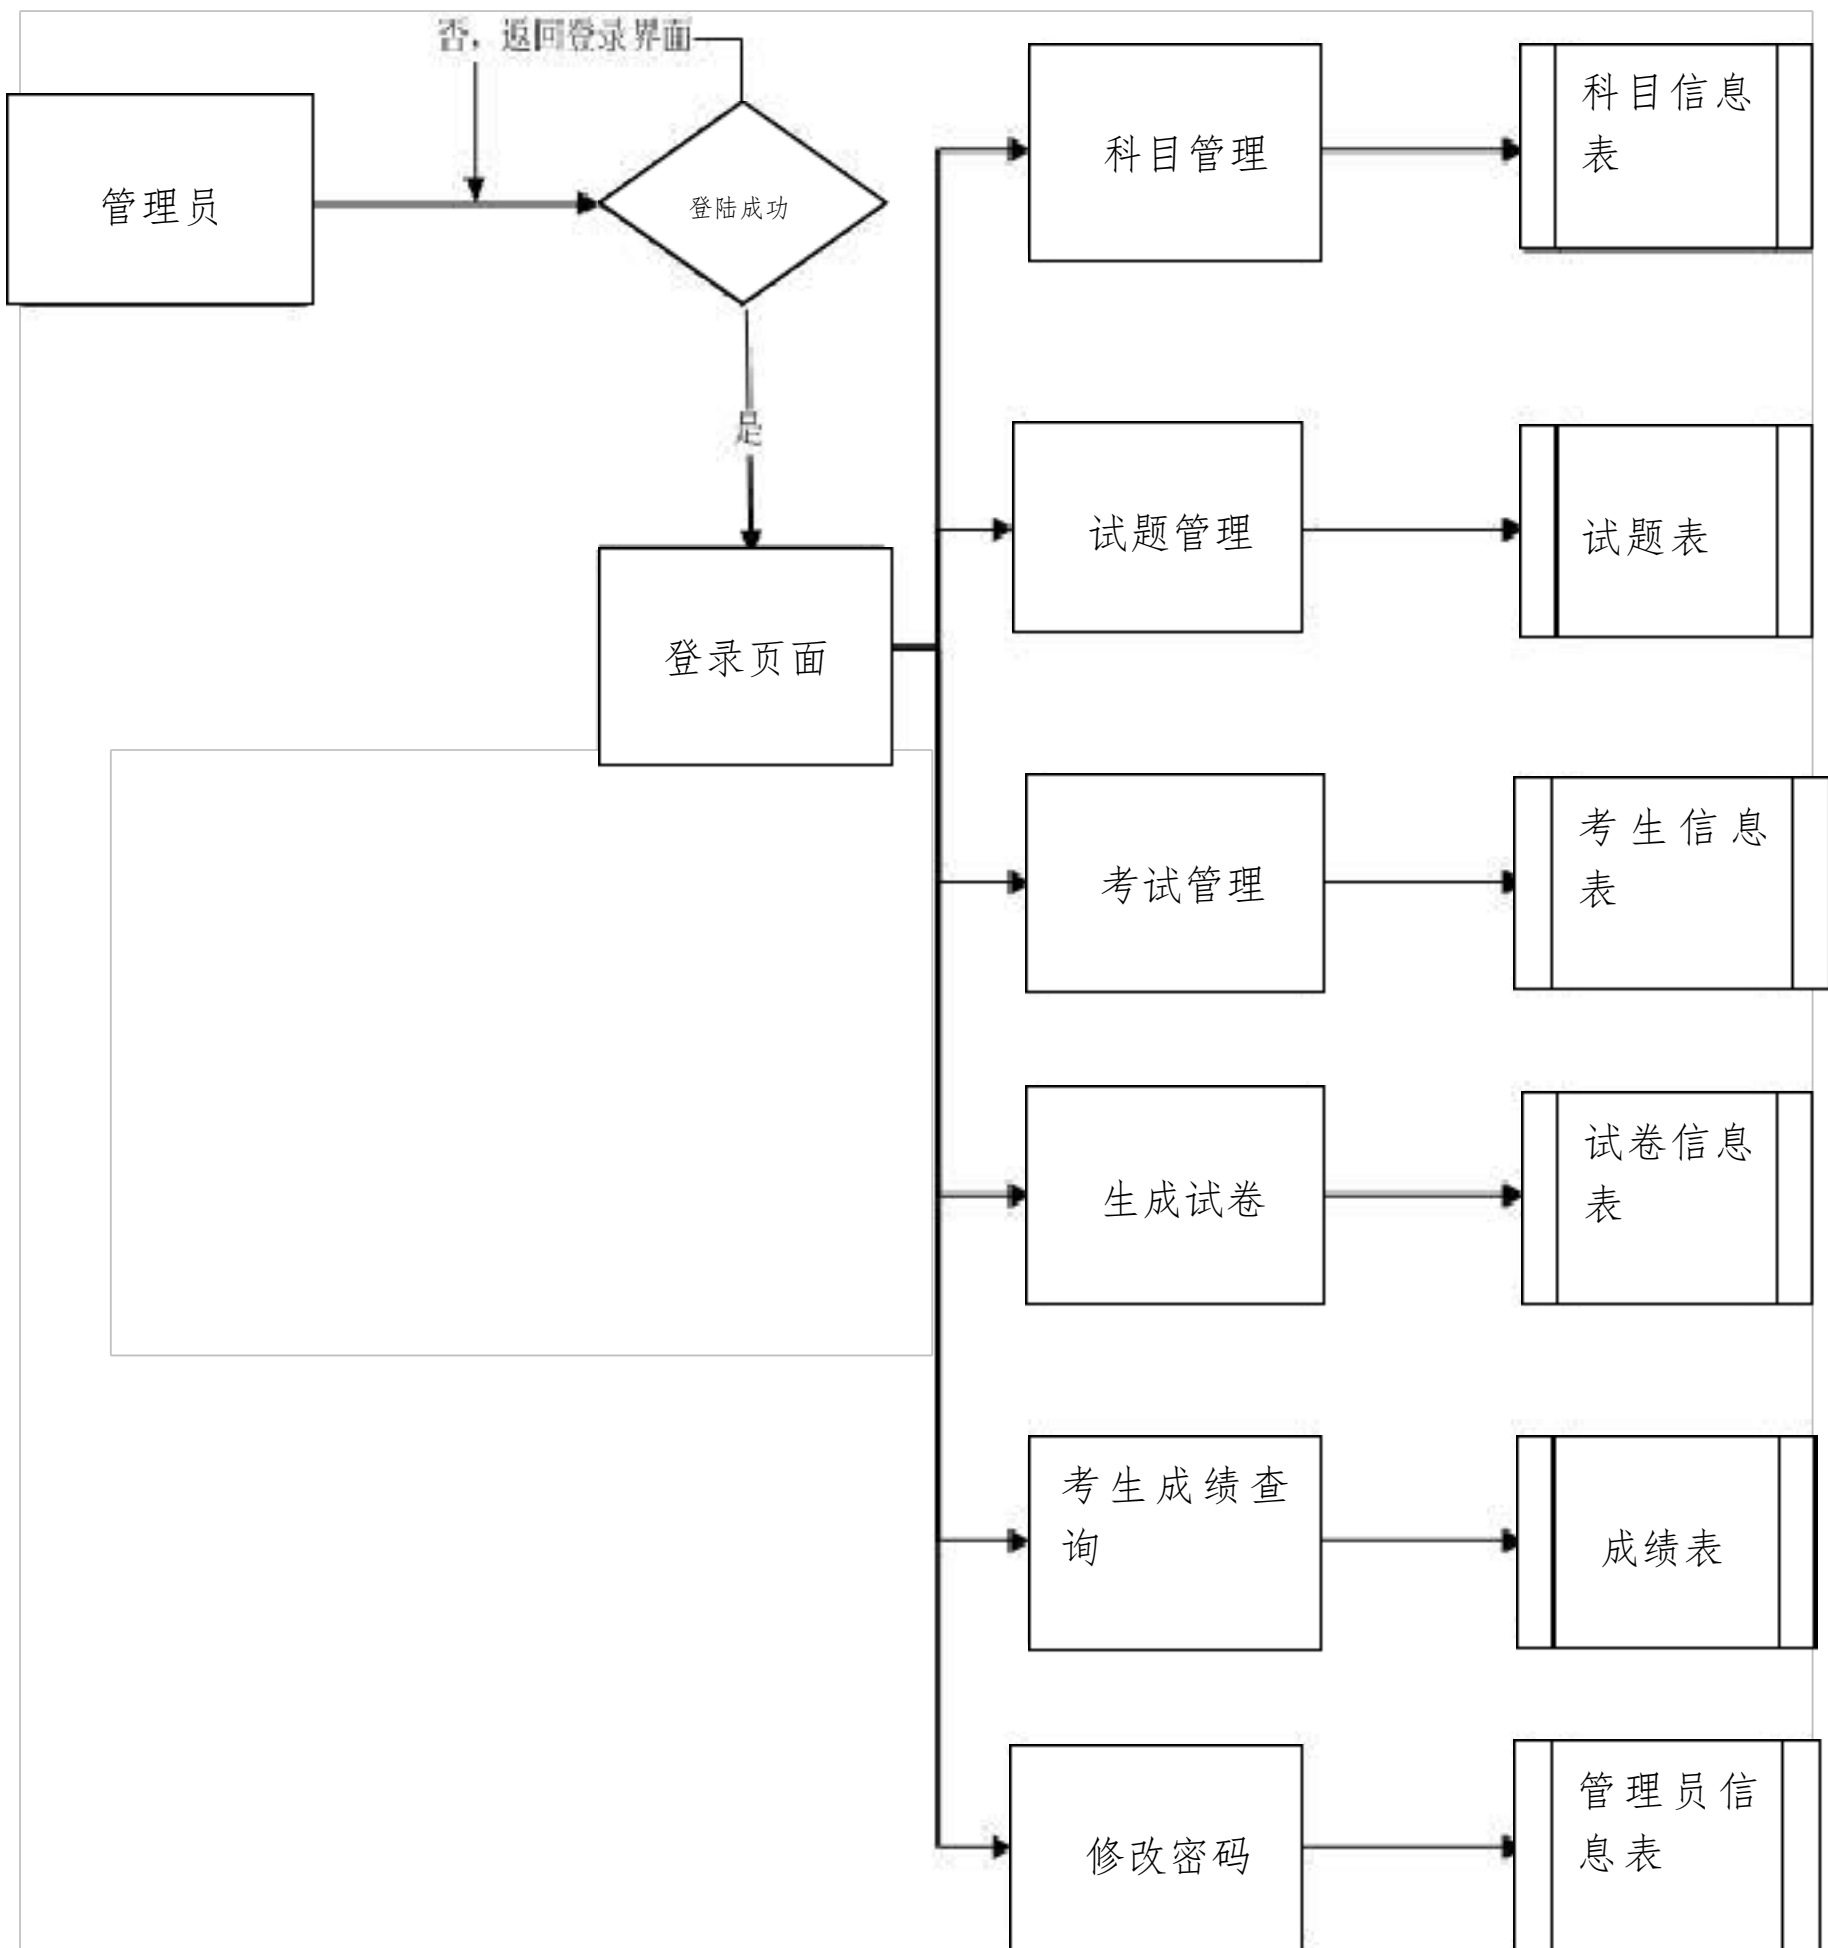 否，返回登录界面
管理员
登陆成功
是
登录页面
科目管理
科目信息
表
试题管理
试题表
考试管理
考生信息
表
生成试卷
试卷信息
表
考生成绩查
询
成绩表
修改密码
管理员信
息表